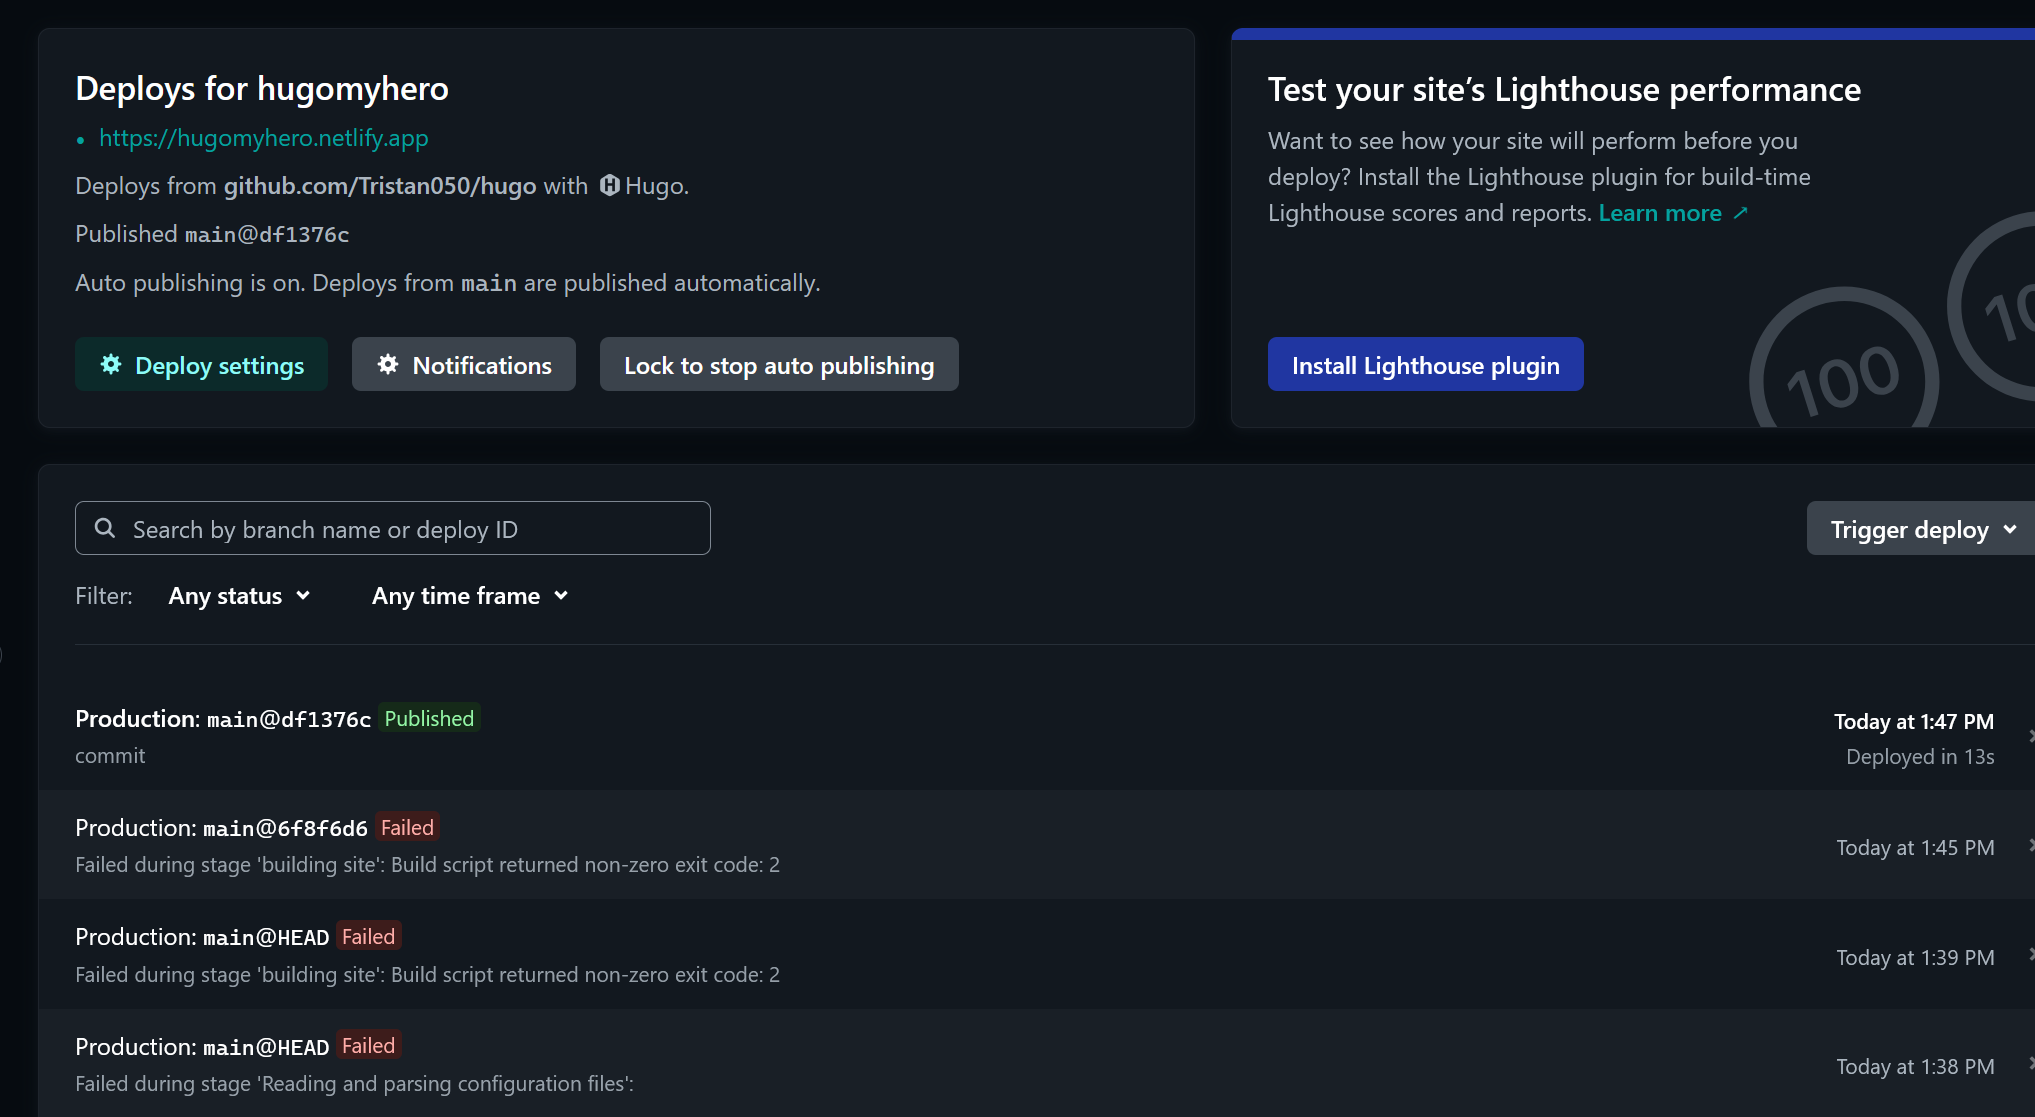 Deploys for hugomyhero
https://hugomyhero.netlify.app
Deploys from github.com/Tristan050/hugo with Hugo.
Published main@df1376c
Auto publishing is on. Deploys from main are published automatically.
Deploy settings
Notifications
Lock to stop auto publishing
Test your site’s Lighthouse performance
Want to see how your site will perform before you
deploy? Install the Lighthouse plugin for build-time
Lighthouse scores and reports. Learn more ↗
Install Lighthouse plugin
100
Search by branch name or deploy ID
Trigger deploy
Filter: Any status Any time frame
Production: main@df1376c Published
commit
Today at 1:47 PM
Deployed in 13s
Production: main@6f8f6d6 Failed
Failed during stage 'building site': Build script returned non-zero exit code: 2
Today at 1:45 PM
Production: main@HEAD Failed
Failed during stage 'building site': Build script returned non-zero exit code: 2
Today at 1:39 PM
Production: main@HEAD Failed
Failed during stage 'Reading and parsing configuration files':
Today at 1:38 PM